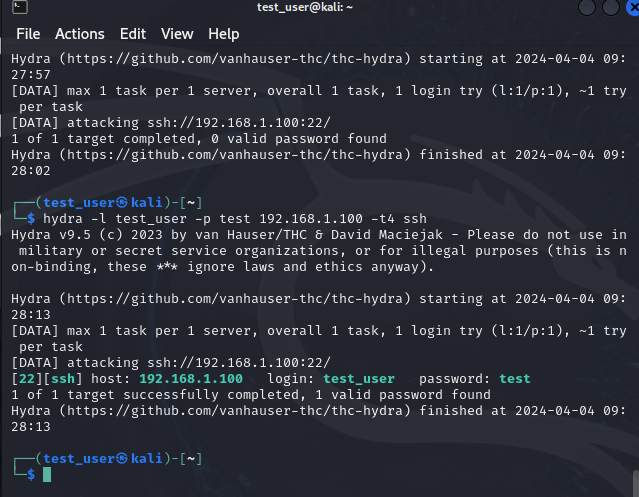 test_user@kali: ~
File Actions Edit View Help
Hydra (https://github.com/vanhauser-thc/thc-hydra) starting at 2024-04-04 09:
27:57
[DATA] max 1 task per 1 server, overall 1 task, 1 login try (l:1/p:1), ~1 try
 per task
[DATA] attacking ssh://192.168.1.100:22/
1 of 1 target completed, 0 valid password found
Hydra (https://github.com/vanhauser-thc/thc-hydra) finished at 2024-04-04 09:
28:02
┌──(test_user㉿kali)-[~]
└─$ hydra -l test_user -p test 192.168.1.100 -t4 ssh
Hydra v9.5 (c) 2023 by van Hauser/THC & David Maciejak - Please do not use in
 military or secret service organizations, or for illegal purposes (this is n
on-binding, these *** ignore laws and ethics anyway).
Hydra (https://github.com/vanhauser-thc/thc-hydra) starting at 2024-04-04 09:
28:13
[DATA] max 1 task per 1 server, overall 1 task, 1 login try (l:1/p:1), ~1 try
 per task
[DATA] attacking ssh://192.168.1.100:22/
[22][ssh] host: 192.168.1.100   login: test_user   password: test
1 of 1 target successfully completed, 1 valid password found
Hydra (https://github.com/vanhauser-thc/thc-hydra) finished at 2024-04-04 09:
28:13
┌──(test_user㉿kali)-[~]
└─$